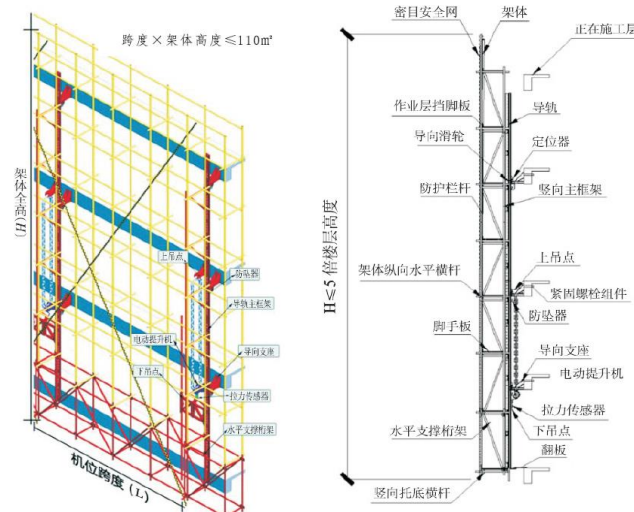 跨度×架体高度≤110m²
架体全高(H)
上吊点
防坠器
导轨主框架
电动提升机
导向支座
下吊点
拉力传感器
水平支撑桁架
机位跨度 (L)
密目安全网
架体
正在施工层
作业层挡脚板
导轨
导向滑轮
定位器
防护栏杆
竖向主框架
H≤5 倍楼层高度
上吊点
架体纵向水平横杆
紧固螺栓组件
防坠器
脚手板
导向支座
电动提升机
拉力传感器
水平支撑桁架
下吊点
翻板
竖向托底横杆